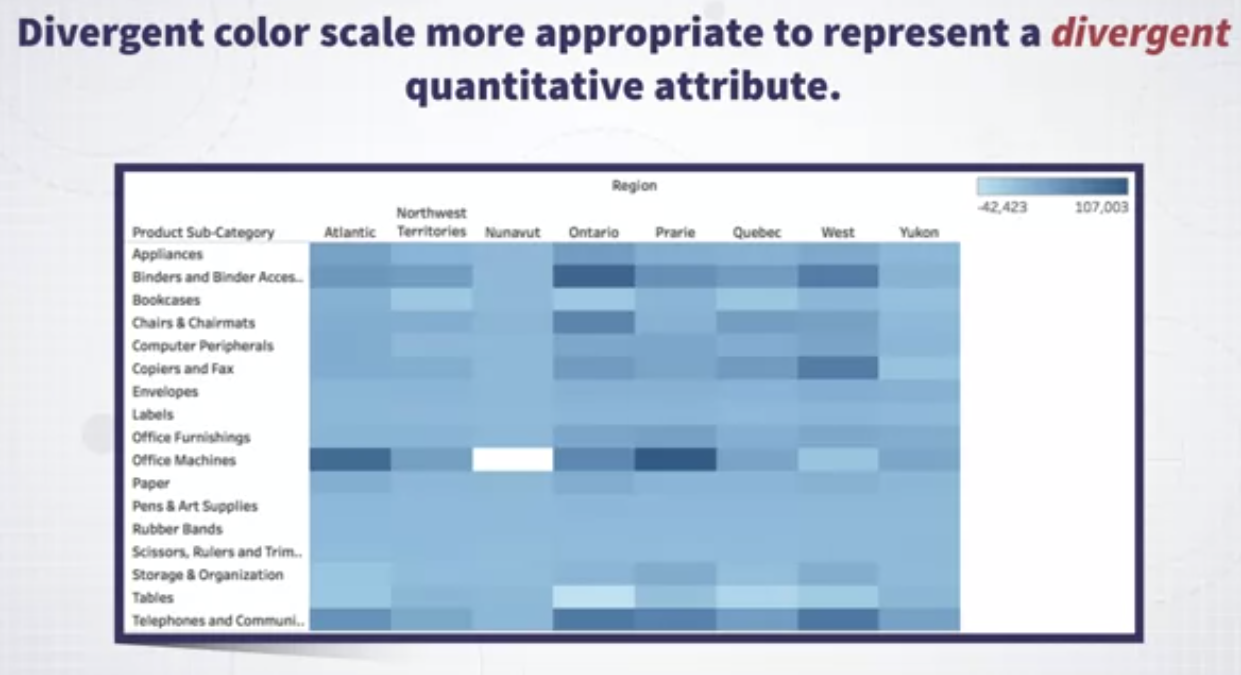 Divergent color scale more appropriate to represent a divergent
quantitative attribute.
Region
-42,423 107,003
Product Sub-Category Atlantic Northwest Territories Nunavut Ontario Prarie Quebec West Yukon
Appliances
Binders and Binder Acces..
Bookcases
Chairs & Chairmats
Computer Peripherals
Copiers and Fax
Envelopes
Labels
Office Furnishings
Office Machines
Paper
Pens & Art Supplies
Rubber Bands
Scissors, Rulers and Trim..
Storage & Organization
Tables
Telephones and Communi..